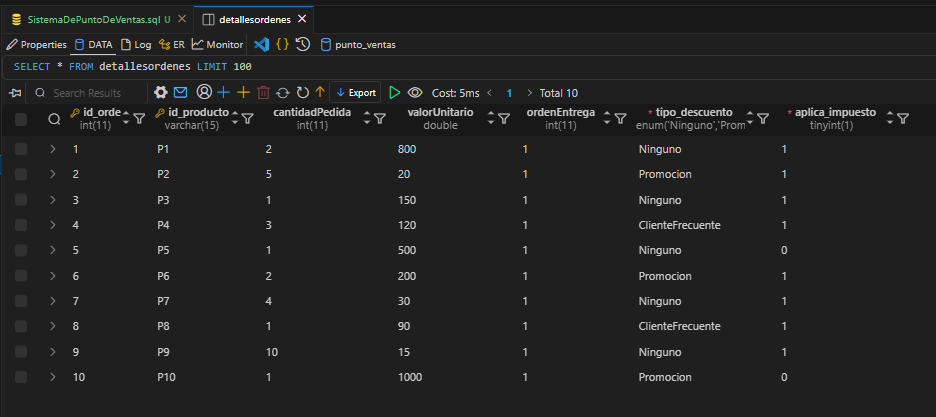 SistemaDePuntoDeVentas.sql U × detallesordenes ×
Properties DATA Log ER Monitor {} punto_ventas
SELECT * FROM detallesordenes LIMIT 100
Search Results Export Cost: 5ms < 1 > Total 10
id_orde id_producto cantidadPedida valorUnitario ordenEntrega * tipo_descuento * aplica_impuesto
int(11) varchar(15) int(11) double int(11) enum('Ninguno','Prom tinyint(1)
1 P1 2 800 1 Ninguno 1
2 P2 5 20 1 Promocion 1
3 P3 1 150 1 Ninguno 1
4 P4 3 120 1 ClienteFrecuente 1
5 P5 1 500 1 Ninguno 0
6 P6 2 200 1 Promocion 1
7 P7 4 30 1 Ninguno 1
8 P8 1 90 1 ClienteFrecuente 1
9 P9 10 15 1 Ninguno 1
10 P10 1 1000 1 Promocion 0